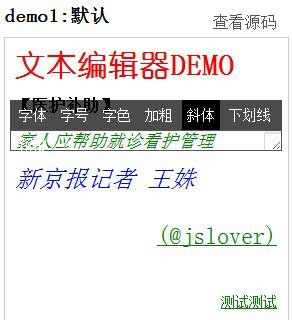 demo1:默认
查看源码
文本编辑器DEMO
【医护补助】
字体 字号 字色 加粗 斜体 下划线
家人应帮助就诊看护管理
新京报记者 王姝
(@jslover)
测试测试